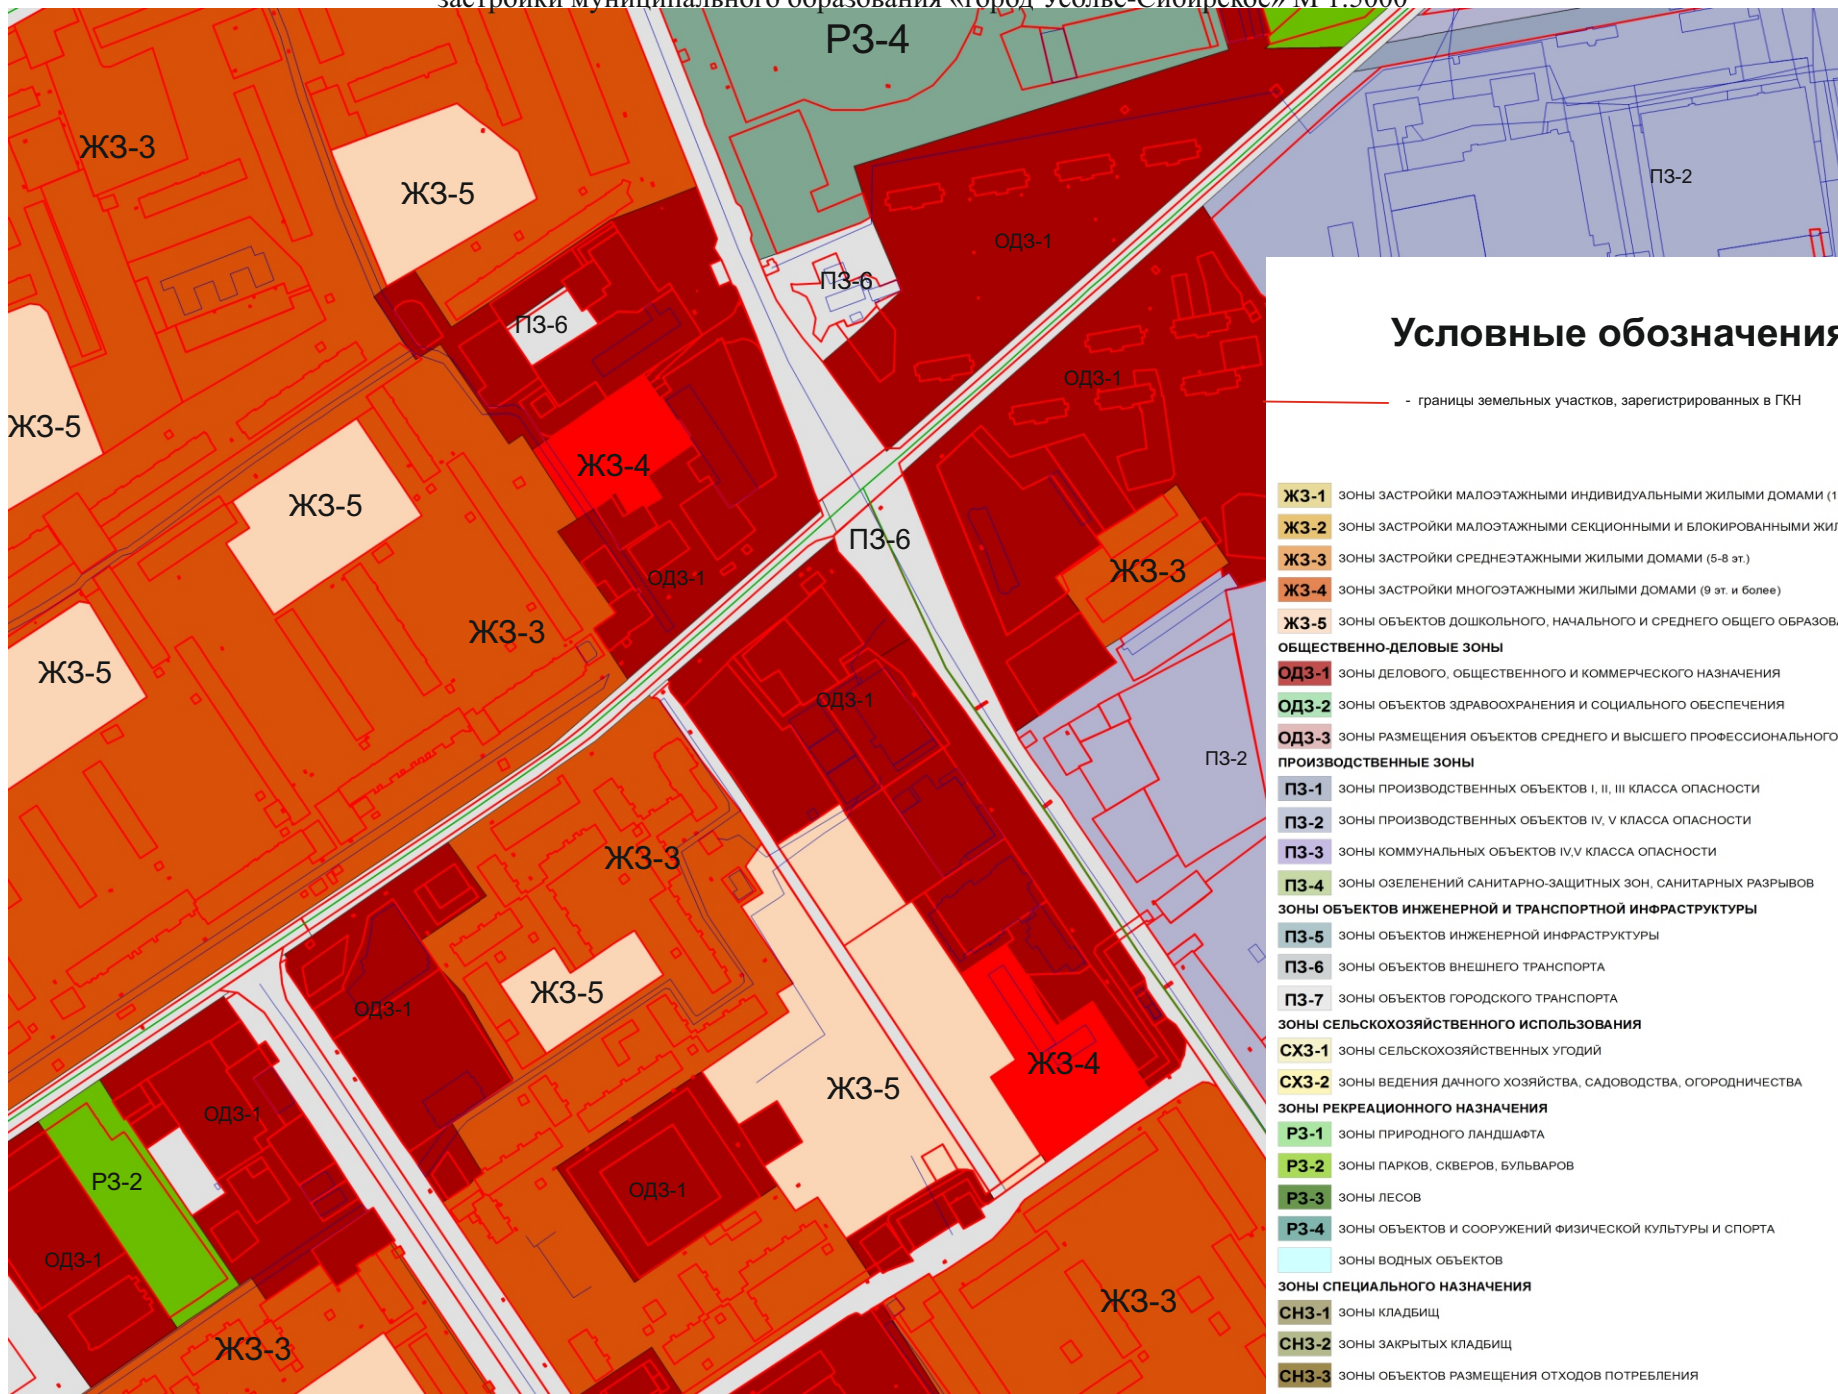 застройки муниципального образования «город Усолье-Сибирское» М 1:5000
РЗ-4
ЖЗ-3
ЖЗ-5
ПЗ-2
ОДЗ-1
ПЗ-6
ПЗ-6
ОДЗ-1
ЖЗ-5
ЖЗ-4
ЖЗ-5
ПЗ-6
ЖЗ-3
ОДЗ-1
ЖЗ-3
ЖЗ-5
ОДЗ-1
ПЗ-2
ЖЗ-3
ЖЗ-5
ОДЗ-1
ЖЗ-4
ЖЗ-5
ОДЗ-1
РЗ-2
ОДЗ-1
ОДЗ-1
ЖЗ-3
ЖЗ-3
Условные обозначения
- границы земельных участков, зарегистрированных в ГКН
ЖЗ-1 ЗОНЫ ЗАСТРОЙКИ МАЛОЭТАЖНЫМИ ИНДИВИДУАЛЬНЫМИ ЖИЛЫМИ ДОМАМИ (1
ЖЗ-2 ЗОНЫ ЗАСТРОЙКИ МАЛОЭТАЖНЫМИ СЕКЦИОННЫМИ И БЛОКИРОВАННЫМИ
ЖЗ-3 ЗОНЫ ЗАСТРОЙКИ СРЕДНЕЭТАЖНЫМИ ЖИЛЫМИ ДОМАМИ (5-8 эт.)
ЖЗ-4 ЗОНЫ ЗАСТРОЙКИ МНОГОЭТАЖНЫМИ ЖИЛЫМИ ДОМАМИ (9 эт. и более)
ЖЗ-5 ЗОНЫ ОБЪЕКТОВ ДОШКОЛЬНОГО, НАЧАЛЬНОГО И СРЕДНЕГО ОБЩЕГО
ОБЩЕСТВЕННО-ДЕЛОВЫЕ ЗОНЫ
ОДЗ-1 ЗОНЫ ДЕЛОВОГО, ОБЩЕСТВЕННОГО И КОММЕРЧЕСКОГО НАЗНАЧЕНИЯ
ОДЗ-2 ЗОНЫ ОБЪЕКТОВ ЗДРАВООХРАНЕНИЯ И СОЦИАЛЬНОГО ОБЕСПЕЧЕНИЯ
ОДЗ-3 ЗОНЫ РАЗМЕЩЕНИЯ ОБЪЕКТОВ СРЕДНЕГО И ВЫСШЕГО ПРОФЕССИОНАЛЬНОГО
ПРОИЗВОДСТВЕННЫЕ ЗОНЫ
ПЗ-1 ЗОНЫ ПРОИЗВОДСТВЕННЫХ ОБЪЕКТОВ I, II, III КЛАССА ОПАСНОСТИ
ПЗ-2 ЗОНЫ ПРОИЗВОДСТВЕННЫХ ОБЪЕКТОВ IV, V КЛАССА ОПАСНОСТИ
ПЗ-3 ЗОНЫ КОММУНАЛЬНЫХ ОБЪЕКТОВ IV,V КЛАССА ОПАСНОСТИ
ПЗ-4 ЗОНЫ ОЗЕЛЕНЕНИЙ САНИТАРНО-ЗАЩИТНЫХ ЗОН, САНИТАРНЫХ РАЗРЫВОВ
ЗОНЫ ОБЪЕКТОВ ИНЖЕНЕРНОЙ И ТРАНСПОРТНОЙ ИНФРАСТРУКТУРЫ
ПЗ-5 ЗОНЫ ОБЪЕКТОВ ИНЖЕНЕРНОЙ ИНФРАСТРУКТУРЫ
ПЗ-6 ЗОНЫ ОБЪЕКТОВ ВНЕШНЕГО ТРАНСПОРТА
ПЗ-7 ЗОНЫ ОБЪЕКТОВ ГОРОДСКОГО ТРАНСПОРТА
ЗОНЫ СЕЛЬСКОХОЗЯЙСТВЕННОГО ИСПОЛЬЗОВАНИЯ
СХЗ-1 ЗОНЫ СЕЛЬСКОХОЗЯЙСТВЕННЫХ УГОДИЙ
СХЗ-2 ЗОНЫ ВЕДЕНИЯ ДАЧНОГО ХОЗЯЙСТВА, САДОВОДСТВА, ОГОРОДНИЧЕСТВА
ЗОНЫ РЕКРЕАЦИОННОГО НАЗНАЧЕНИЯ
РЗ-1 ЗОНЫ ПРИРОДНОГО ЛАНДШАФТА
РЗ-2 ЗОНЫ ПАРКОВ, СКВЕРОВ, БУЛЬВАРОВ
РЗ-3 ЗОНЫ ЛЕСОВ
РЗ-4 ЗОНЫ ОБЪЕКТОВ И СООРУЖЕНИЙ ФИЗИЧЕСКОЙ КУЛЬТУРЫ И СПОРТА
ЗОНЫ ВОДНЫХ ОБЪЕКТОВ
ЗОНЫ СПЕЦИАЛЬНОГО НАЗНАЧЕНИЯ
СНЗ-1 ЗОНЫ КЛАДБИЩ
СНЗ-2 ЗОНЫ ЗАКРЫТЫХ КЛАДБИЩ
СНЗ-3 ЗОНЫ ОБЪЕКТОВ РАЗМЕЩЕНИЯ ОТХОДОВ ПОТРЕБЛЕНИЯ